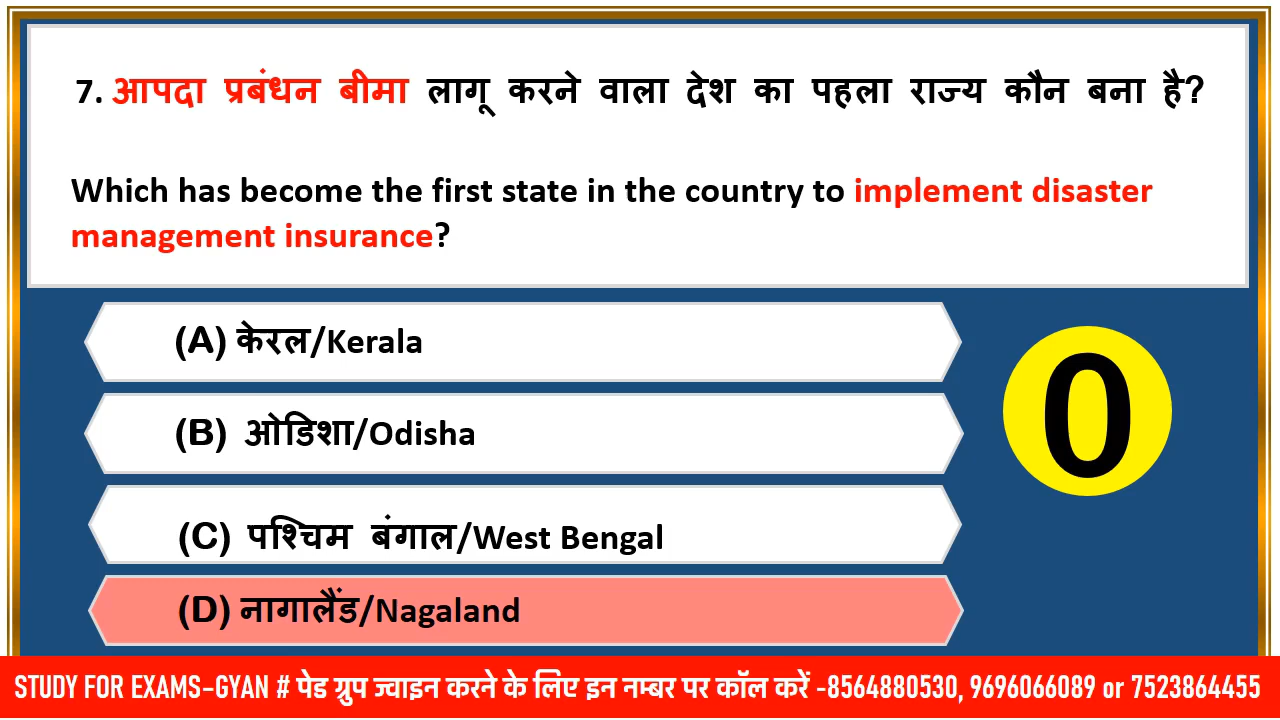 7. आपदा प्रबंधन बीमा लागू करने वाला देश का पहला राज्य कौन बना है?
Which has become the first state in the country to implement disaster
management insurance?
(A) केरल/Kerala
(B) ओडिशा/Odisha
0
(C) पश्चिम बंगाल/West Bengal
(D) नागालैंड/Nagaland
STUDY FOR EXAMS-GYAN # पेड ग्रुप ज्वाइन करने के लिए इन नम्बर पर कॉल करें -8564880530, 9696066089 or 7523864455